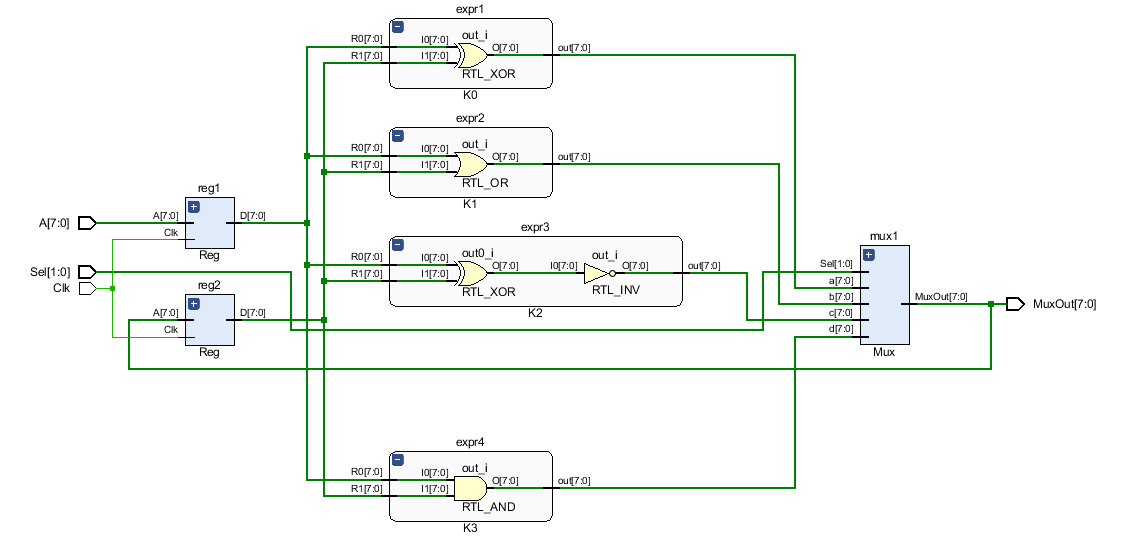 expr1
R0[7:0]
R1[7:0]
I0[7:0]
I1[7:0]
out_i
O[7:0]
RTL_XOR
out[7:0]
K0
expr2
R0[7:0]
R1[7:0]
I0[7:0]
I1[7:0]
out_i
O[7:0]
RTL_OR
out[7:0]
K1
reg1
A[7:0]
A[7:0]
Clk
D[7:0]
Reg
Sel[1:0]
Clk
reg2
A[7:0]
Clk
D[7:0]
Reg
expr3
R0[7:0]
R1[7:0]
I0[7:0]
I1[7:0]
out0_i
O[7:0]
RTL_XOR
I0[7:0]
out_i
O[7:0]
RTL_INV
out[7:0]
K2
mux1
Sel[1:0]
a[7:0]
b[7:0]
c[7:0]
d[7:0]
MuxOut[7:0]
MuxOut[7:0]
Mux
expr4
R0[7:0]
R1[7:0]
I0[7:0]
I1[7:0]
out_i
O[7:0]
RTL_AND
out[7:0]
K3